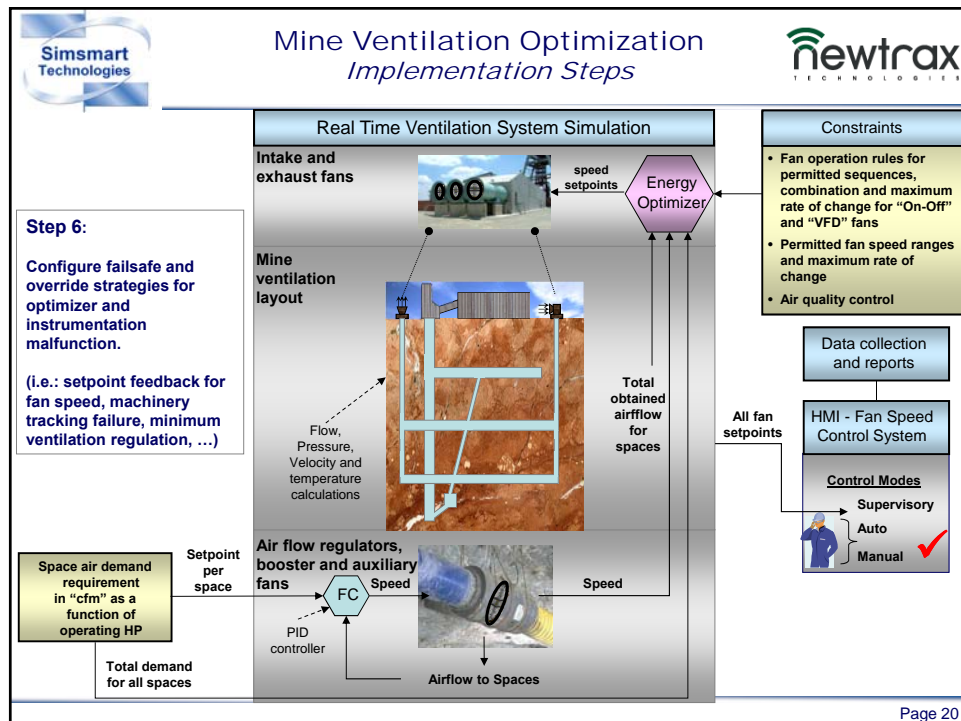 Simsmart
Technologies
Mine Ventilation Optimization
Implementation Steps
newtrax
TECHNOLOGIES
Real Time Ventilation System Simulation
Constraints
Intake and
exhaust fans
speed
setpoints
Energy
Optimizer
• Fan operation rules for
permitted sequences,
combination and maximum
rate of change for “On-Off”
and “VFD” fans
• Permitted fan speed ranges
and maximum rate of
change
• Air quality control
Step 6:
Configure failsafe and
override strategies for
optimizer and
instrumentation
malfunction.
(i.e.: setpoint feedback for
fan speed, machinery
tracking failure, minimum
ventilation regulation, …)
Mine
ventilation
layout
Flow,
Pressure,
Velocity and
temperature
calculations
Total
obtained
airfflow
for
spaces
Data collection
and reports
All fan
setpoints
HMI - Fan Speed
Control System
Control Modes
Supervisory
Auto
Manual
Air flow regulators,
booster and auxiliary
fans
Space air demand
requirement
in “cfm” as a
function of
operating HP
Setpoint
per
space
FC
Speed
Speed
PID
controller
Total demand
for all spaces
Airflow to Spaces
Page 20